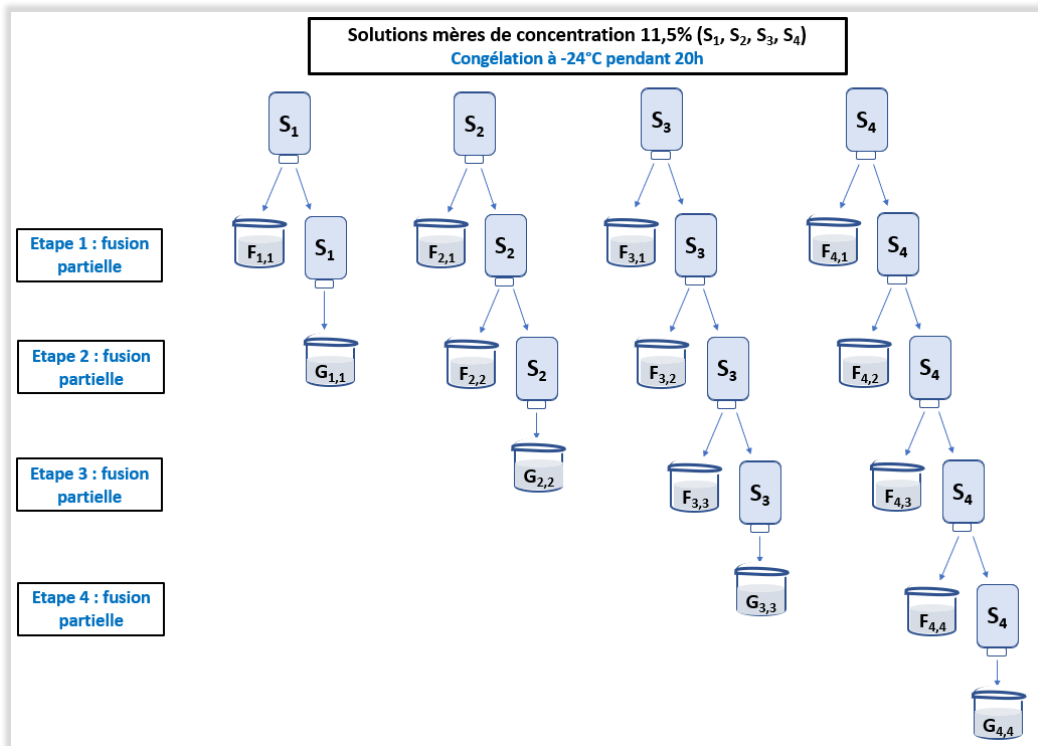 Solutions mères de concentration 11,5% (S₁, S₂, S₃, S₄)
Congélation à -24°C pendant 20h
S₁ S₂ S₃ S₄
Etape 1 : fusion
partielle
F₁,₁ S₁ F₂,₁ S₂ F₃,₁ S₃ F₄,₁ S₄
Etape 2 : fusion
partielle
G₁,₁ F₂,₂ S₂ F₃,₂ S₃ F₄,₂ S₄
Etape 3 : fusion
partielle
G₂,₂ F₃,₃ S₃ F₄,₃ S₄
Etape 4 : fusion
partielle
G₃,₃ F₄,₄ S₄
G₄,₄